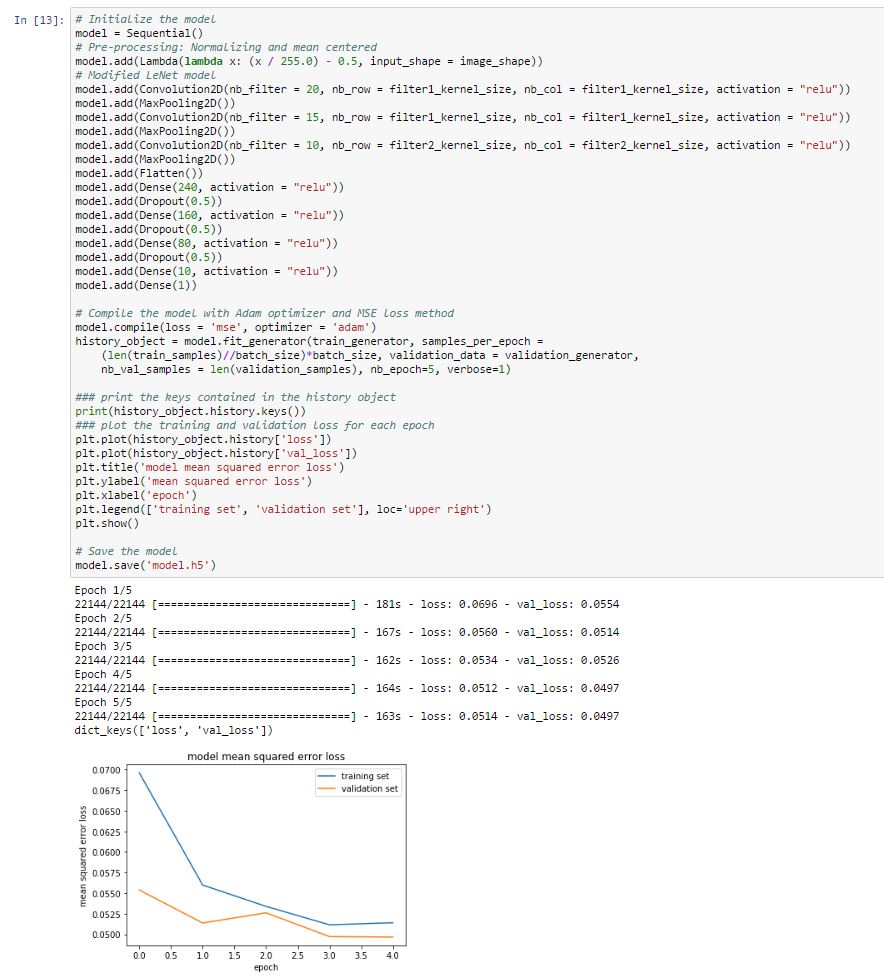 In [13]:
# Initialize the model
model = Sequential()
# Pre-processing: Normalizing and mean centered
model.add(Lambda(lambda x: (x / 255.0) - 0.5, input_shape = image_shape))
# Modified LeNet model
model.add(Convolution2D(nb_filter = 20, nb_row = filter1_kernel_size, nb_col = filter1_kernel_size, activation = "relu"))
model.add(MaxPooling2D())
model.add(Convolution2D(nb_filter = 15, nb_row = filter1_kernel_size, nb_col = filter1_kernel_size, activation = "relu"))
model.add(MaxPooling2D())
model.add(Convolution2D(nb_filter = 10, nb_row = filter2_kernel_size, nb_col = filter2_kernel_size, activation = "relu"))
model.add(MaxPooling2D())
model.add(Flatten())
model.add(Dense(240, activation = "relu"))
model.add(Dropout(0.5))
model.add(Dense(160, activation = "relu"))
model.add(Dropout(0.5))
model.add(Dense(80, activation = "relu"))
model.add(Dropout(0.5))
model.add(Dense(10, activation = "relu"))
model.add(Dense(1))
# Compile the model with Adam optimizer and MSE loss method
model.compile(loss = 'mse', optimizer = 'adam')
history_object = model.fit_generator(train_generator, samples_per_epoch =
    (len(train_samples)//batch_size)*batch_size, validation_data = validation_generator,
    nb_val_samples = len(validation_samples), nb_epoch=5, verbose=1)
### print the keys contained in the history object
print(history_object.history.keys())
### plot the training and validation loss for each epoch
plt.plot(history_object.history['loss'])
plt.plot(history_object.history['val_loss'])
plt.title('model mean squared error loss')
plt.ylabel('mean squared error loss')
plt.xlabel('epoch')
plt.legend(['training set', 'validation set'], loc='upper right')
plt.show()
# Save the model
model.save('model.h5')
Epoch 1/5
22144/22144 [==============================] - 181s - loss: 0.0696 - val_loss: 0.0554
Epoch 2/5
22144/22144 [==============================] - 167s - loss: 0.0560 - val_loss: 0.0514
Epoch 3/5
22144/22144 [==============================] - 162s - loss: 0.0534 - val_loss: 0.0526
Epoch 4/5
22144/22144 [==============================] - 164s - loss: 0.0512 - val_loss: 0.0497
Epoch 5/5
22144/22144 [==============================] - 163s - loss: 0.0514 - val_loss: 0.0497
dict_keys(['loss', 'val_loss'])
model mean squared error loss
training set
validation set
mean squared error loss
0.0700
0.0675
0.0650
0.0625
0.0600
0.0575
0.0550
0.0525
0.0500
0.0 0.5 1.0 1.5 2.0 2.5 3.0 3.5 4.0
epoch